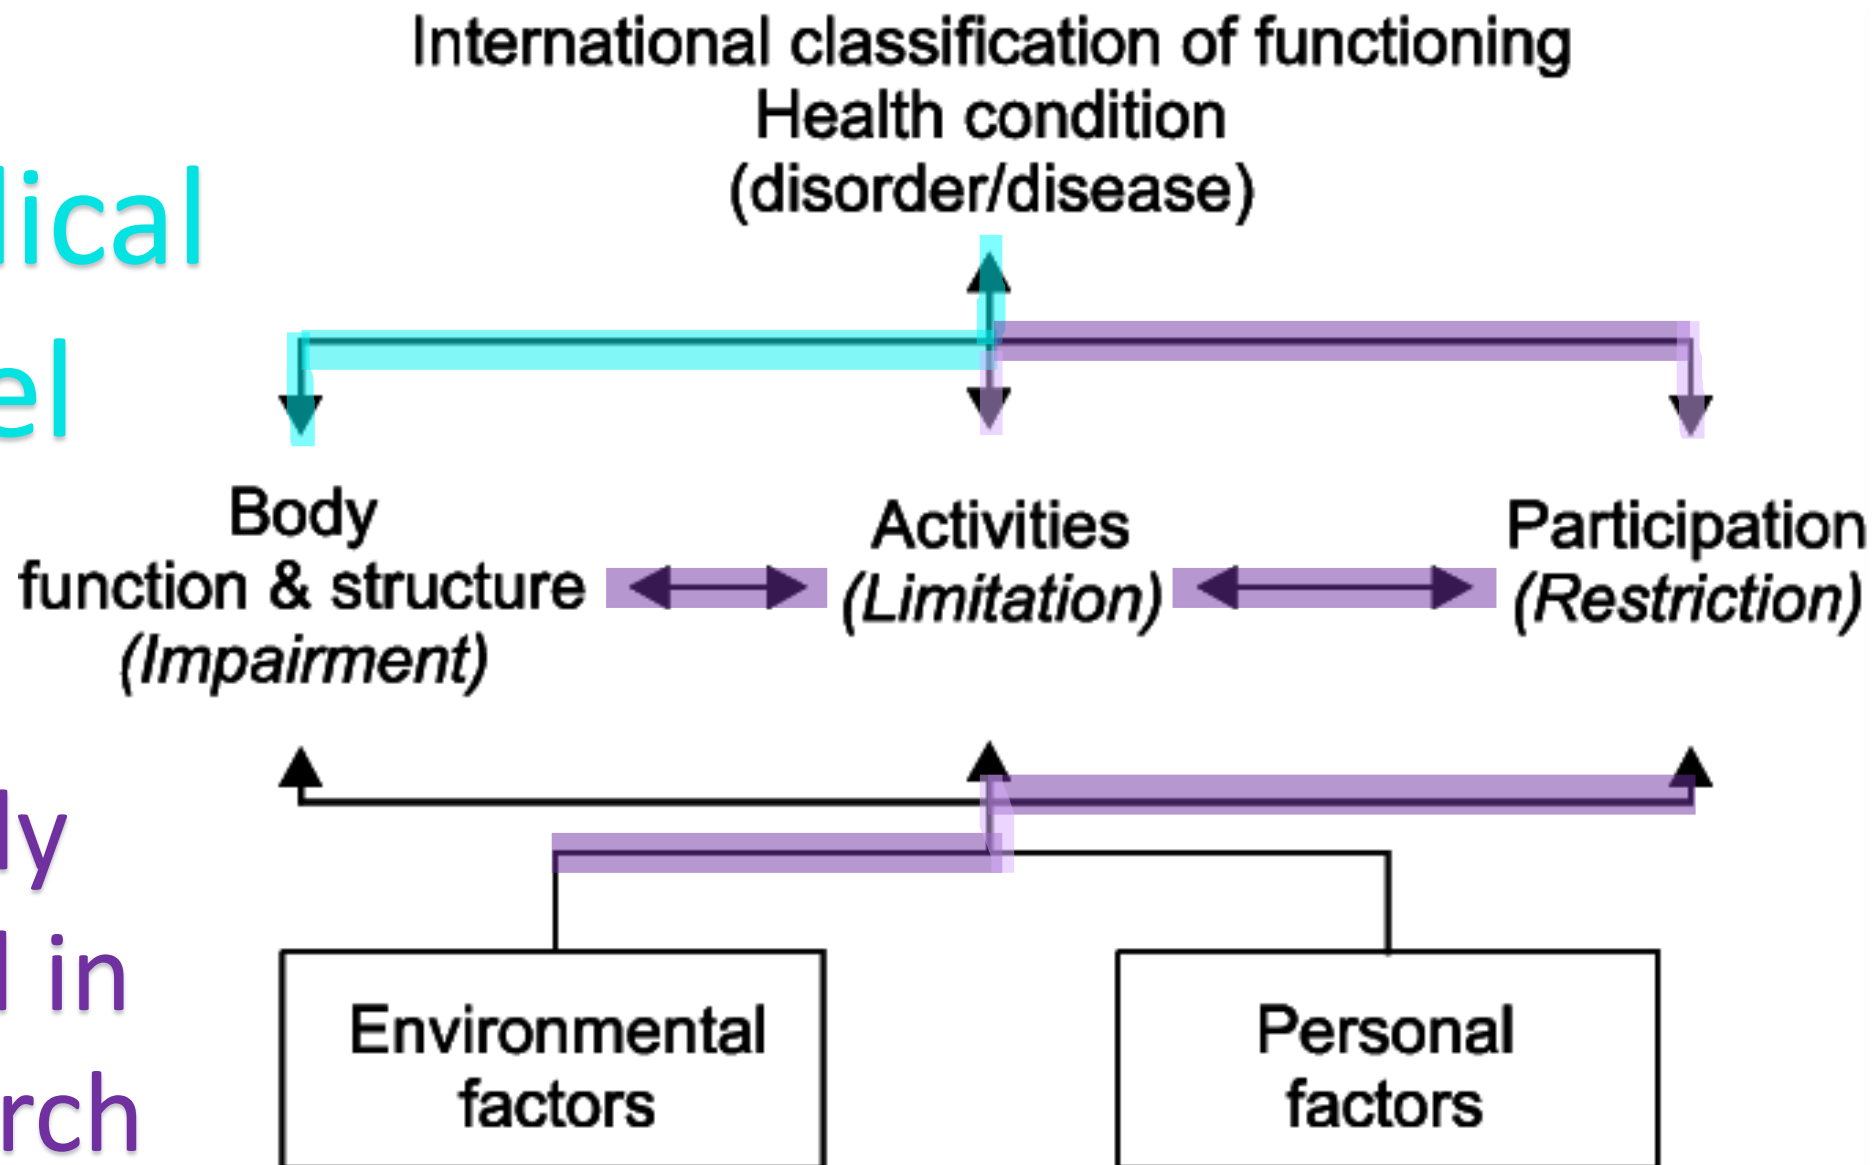 International classification of functioning
Health condition
(disorder/disease)
dical
el
Body
function & structure
(Impairment)
Activities
(Limitation)
Participation
(Restriction)
ly
in
rch
Environmental
factors
Personal
factors